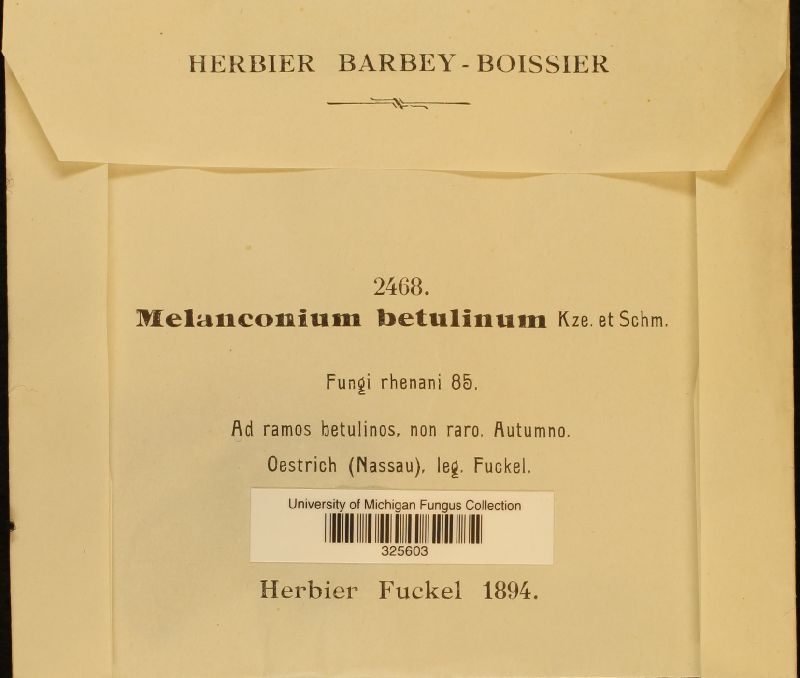 HERBIER BARBEY-BOISSIER
2468.
Melanconium betulinum Kze. et Schm.
Fungi rhenani 85.
Ad ramos betulinos, non raro. Autumno.
Oestrich (Nassau), leg. Fuckel.
University of Michigan Fungus Collection
325603
Herbier Fuckel 1894.